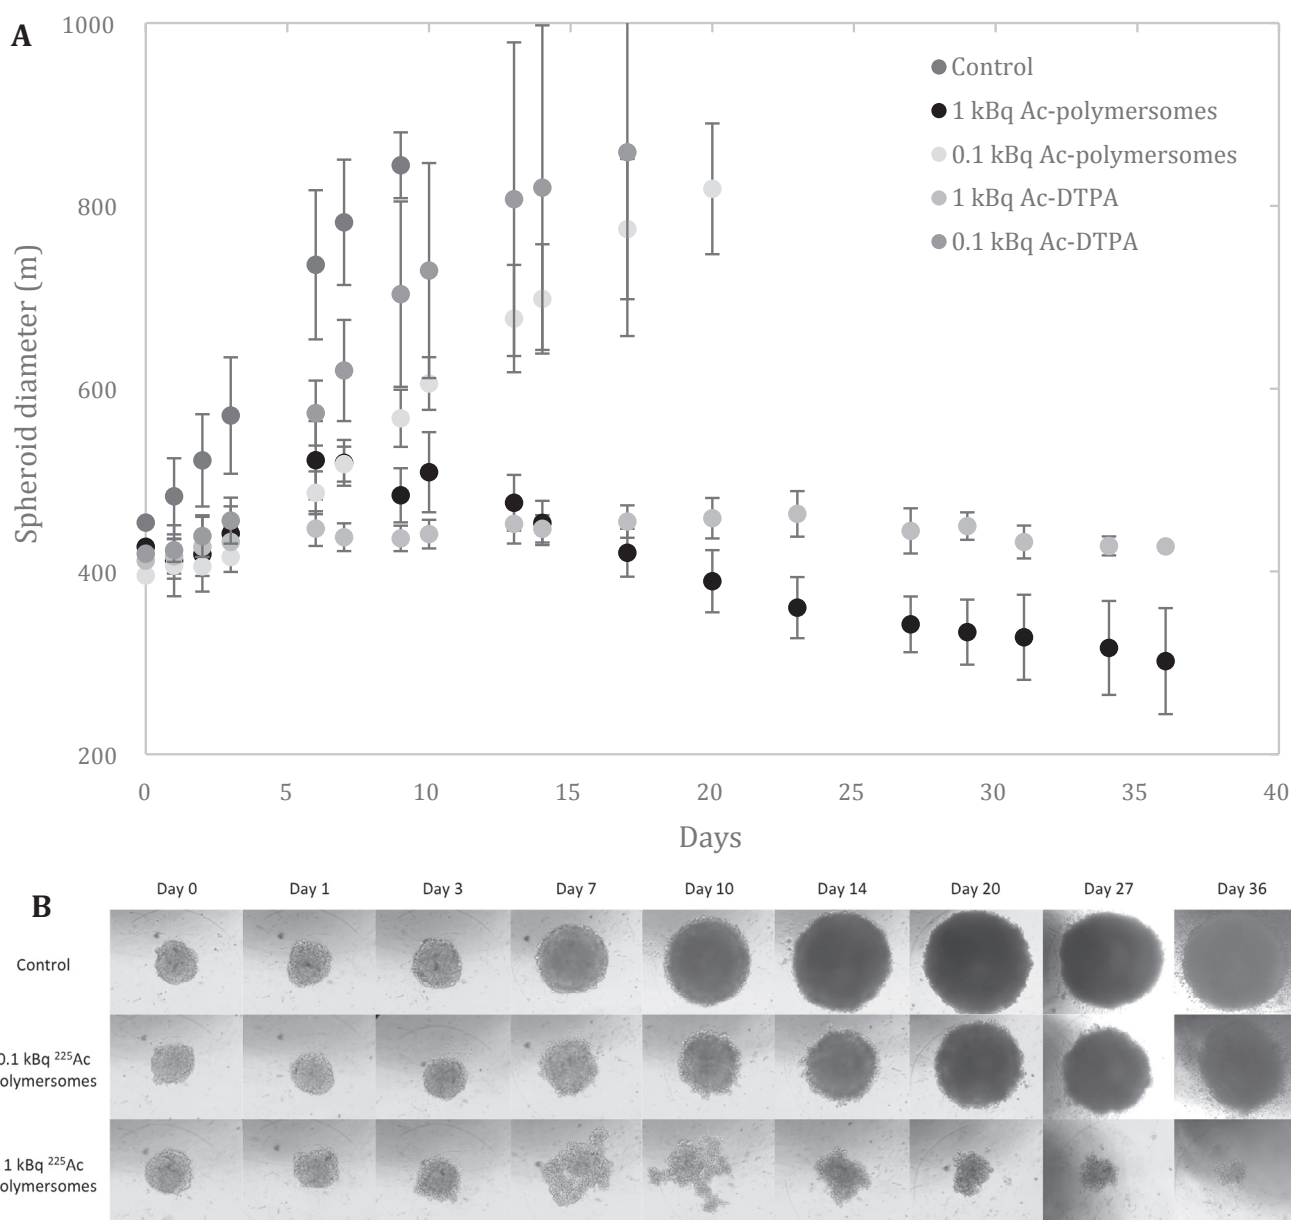 A
1000
800
600
400
200
Spheroid diameter (m)
Control
1 kBq Ac-polymersomes
0.1 kBq Ac-polymersomes
1 kBq Ac-DTPA
0.1 kBq Ac-DTPA
0 5 10 15 20 25 30 35 40
Days
B
Day 0 Day 1 Day 3 Day 7 Day 10 Day 14 Day 20 Day 27 Day 36
Control
0.1 kBq ²²⁵Ac
olymersomes
1 kBq ²²⁵Ac
olymersomes